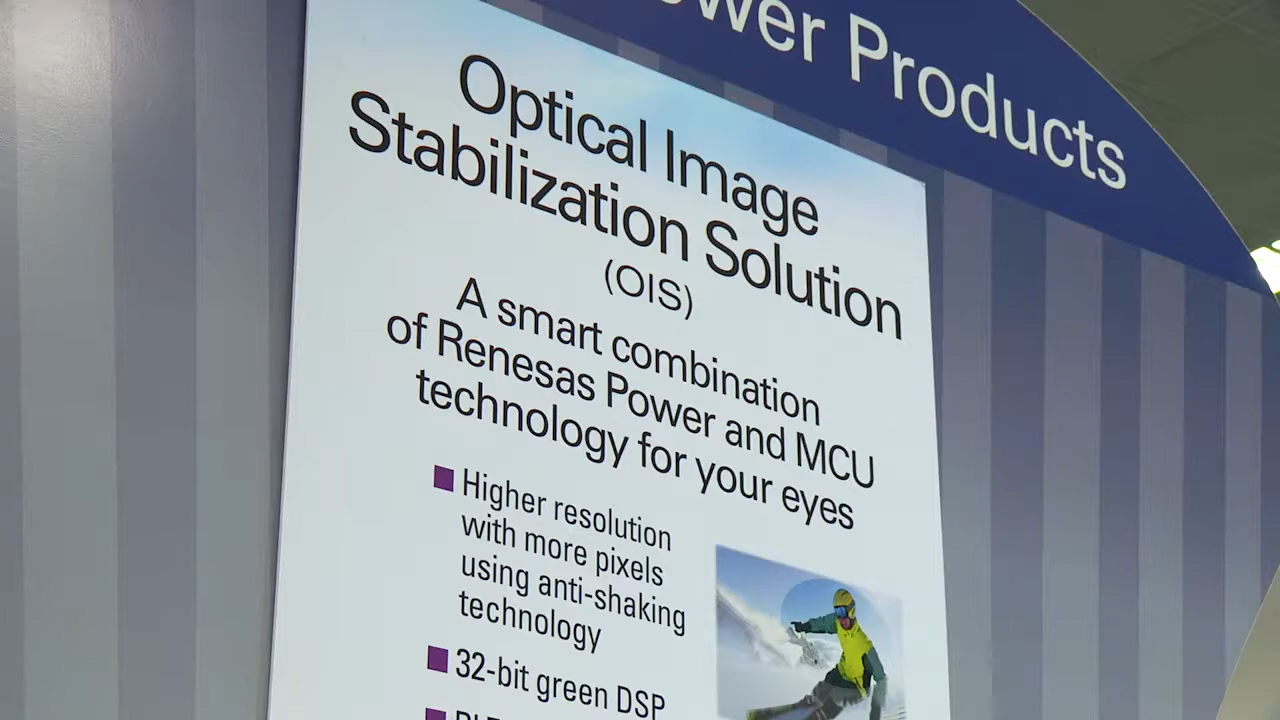 Products
Optical Image
Stabilization Solution
(OIS)
A smart combination
of Renesas Power and MCU
technology for your eyes
Higher resolution
with more pixels
using anti-shaking
technology
32-bit green DSP